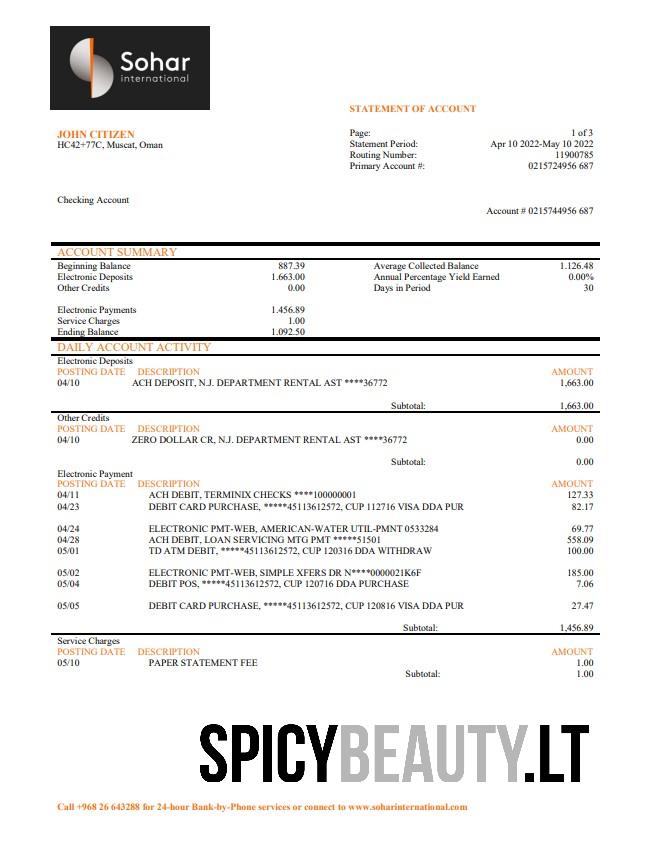 Sohar
international
STATEMENT OF ACCOUNT
JOHN CITIZEN
HC42+77C, Muscat, Oman
Page: 1 of 3
Statement Period: Apr 10 2022-May 10 2022
Routing Number: 11900785
Primary Account #: 0215724956 687
Checking Account
Account # 0215744956 687
ACCOUNT SUMMARY
Beginning Balance 887.39 Average Collected Balance 1.126.48
Electronic Deposits 1.663.00 Annual Percentage Yield Earned 0.00%
Other Credits 0.00 Days in Period 30
Electronic Payments 1.456.89
Service Charges 1.00
Ending Balance 1.092.50
DAILY ACCOUNT ACTIVITY
Electronic Deposits
POSTING DATE DESCRIPTION AMOUNT
04/10 ACH DEPOSIT, N.J. DEPARTMENT RENTAL AST ****36772 1,663.00
Subtotal: 1,663.00
Other Credits
POSTING DATE DESCRIPTION AMOUNT
04/10 ZERO DOLLAR CR, N.J. DEPARTMENT RENTAL AST ****36772 0.00
Subtotal: 0.00
Electronic Payment
POSTING DATE DESCRIPTION AMOUNT
04/11 ACH DEBIT, TERMINIX CHECKS ****100000001 127.33
04/23 DEBIT CARD PURCHASE, *****45113612572, CUP 112716 VISA DDA PUR 82.17
04/24 ELECTRONIC PMT-WEB, AMERICAN-WATER UTIL-PMNT 0533284 69.77
04/28 ACH DEBIT, LOAN SERVICING MTG PMT *****51501 558.09
05/01 TD ATM DEBIT, *****45113612572, CUP 120316 DDA WITHDRAW 100.00
05/02 ELECTRONIC PMT-WEB, SIMPLE XFERS DR N****0000021K6F 185.00
05/04 DEBIT POS, *****45113612572, CUP 120716 DDA PURCHASE 7.06
05/05 DEBIT CARD PURCHASE, *****45113612572, CUP 120816 VISA DDA PUR 27.47
Subtotal: 1,456.89
Service Charges
POSTING DATE DESCRIPTION AMOUNT
05/10 PAPER STATEMENT FEE 1.00
Subtotal: 1.00
SPICYBEAUTY.LT
Call +968 26 643288 for 24-hour Bank-by-Phone services or connect to www.soharinternational.com